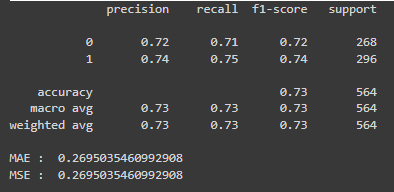 precision recall f1-score support
0 0.72 0.71 0.72 268
1 0.74 0.75 0.74 296
accuracy 0.73 564
macro avg 0.73 0.73 0.73 564
weighted avg 0.73 0.73 0.73 564
MAE : 0.2695035460992908
MSE : 0.2695035460992908